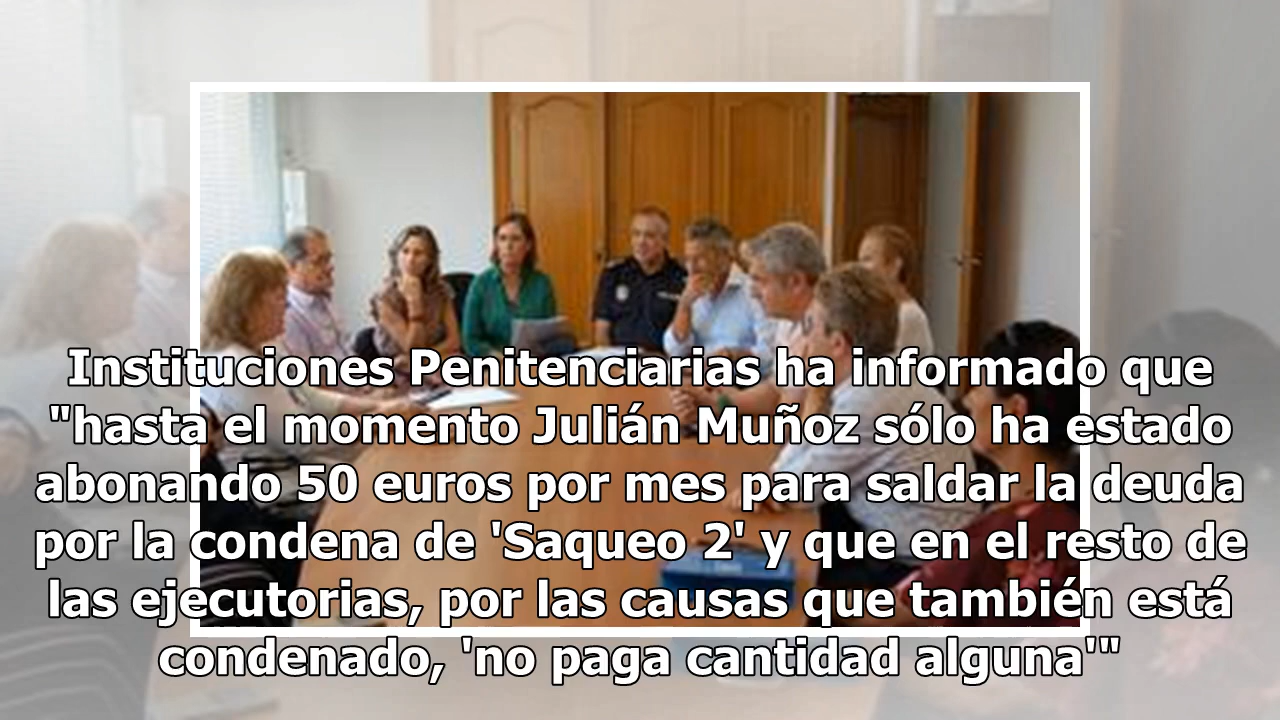 Instituciones Penitenciarias ha informado que
"hasta el momento Julián Muñoz sólo ha estado
abonando 50 euros por mes para saldar la deuda
por la condena de 'Saqueo 2' y que en el resto de
las ejecutorias, por las causas que también está
condenado, 'no paga cantidad alguna'"